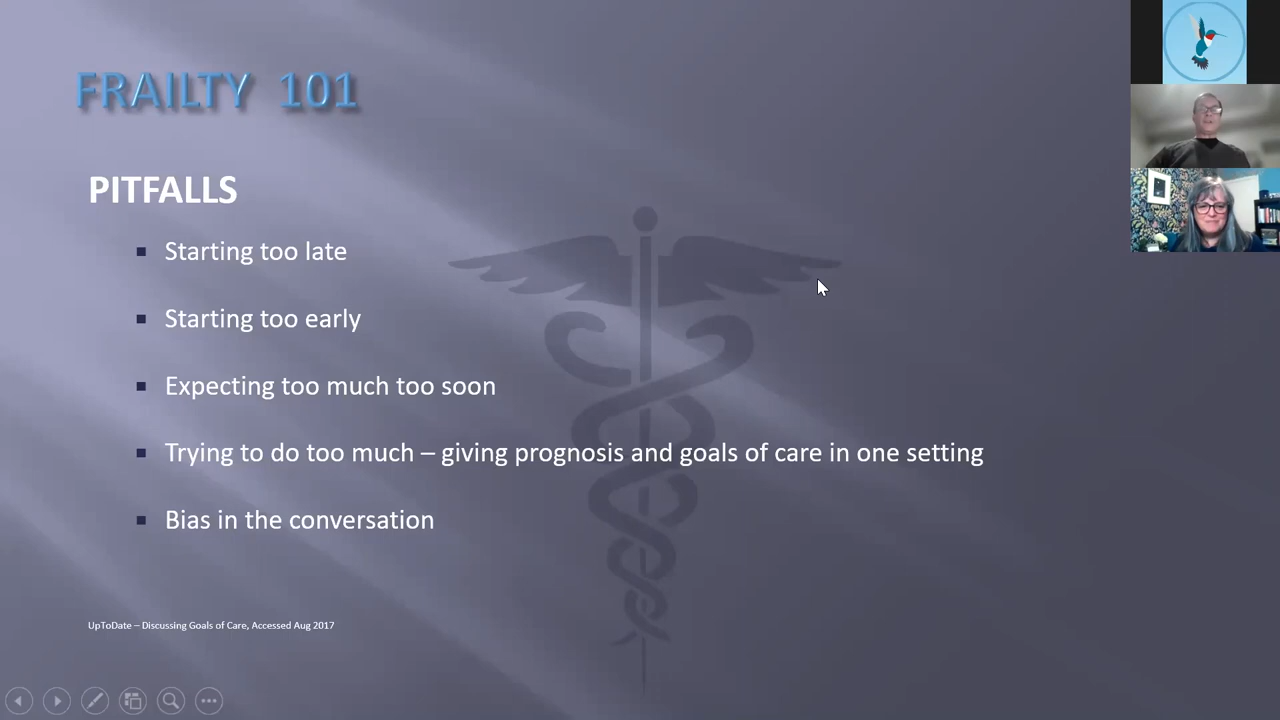 FRAILTY 101
PITFALLS
Starting too late
Starting too early
Expecting too much too soon
Trying to do too much – giving prognosis and goals of care in one setting
Bias in the conversation
UpToDate – Discussing Goals of Care, Accessed Aug 2017